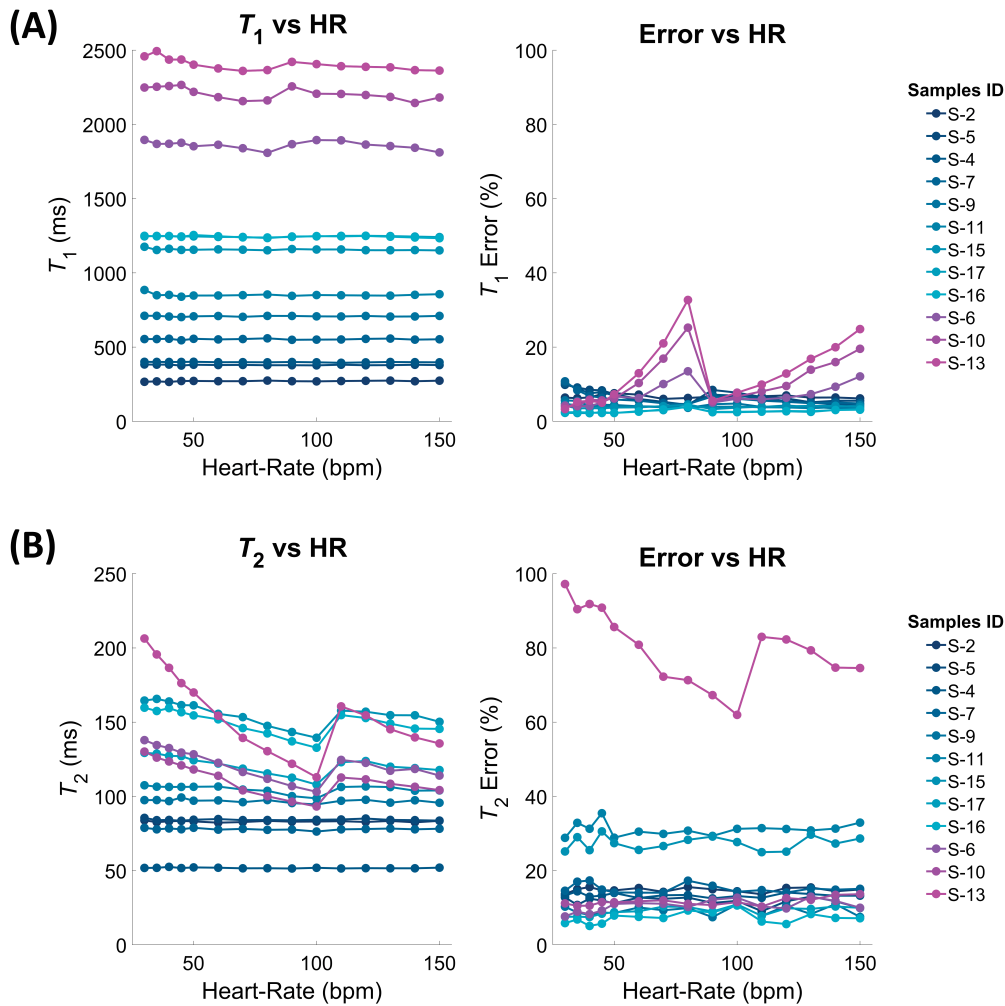 (A)
T1 vs HR
Error vs HR
2500
2000
1500
1000
500
0
T1 (ms)
50
100
150
Heart-Rate (bpm)
100
80
60
40
20
0
T1 Error (%)
50
100
150
Heart-Rate (bpm)
Samples ID
S-2
S-5
S-4
S-7
S-9
S-11
S-15
S-17
S-16
S-6
S-10
S-13
(B)
T2 vs HR
Error vs HR
250
200
150
100
50
0
T2 (ms)
50
100
150
Heart-Rate (bpm)
100
80
60
40
20
0
T2 Error (%)
50
100
150
Heart-Rate (bpm)
Samples ID
S-2
S-5
S-4
S-7
S-9
S-11
S-15
S-17
S-16
S-6
S-10
S-13